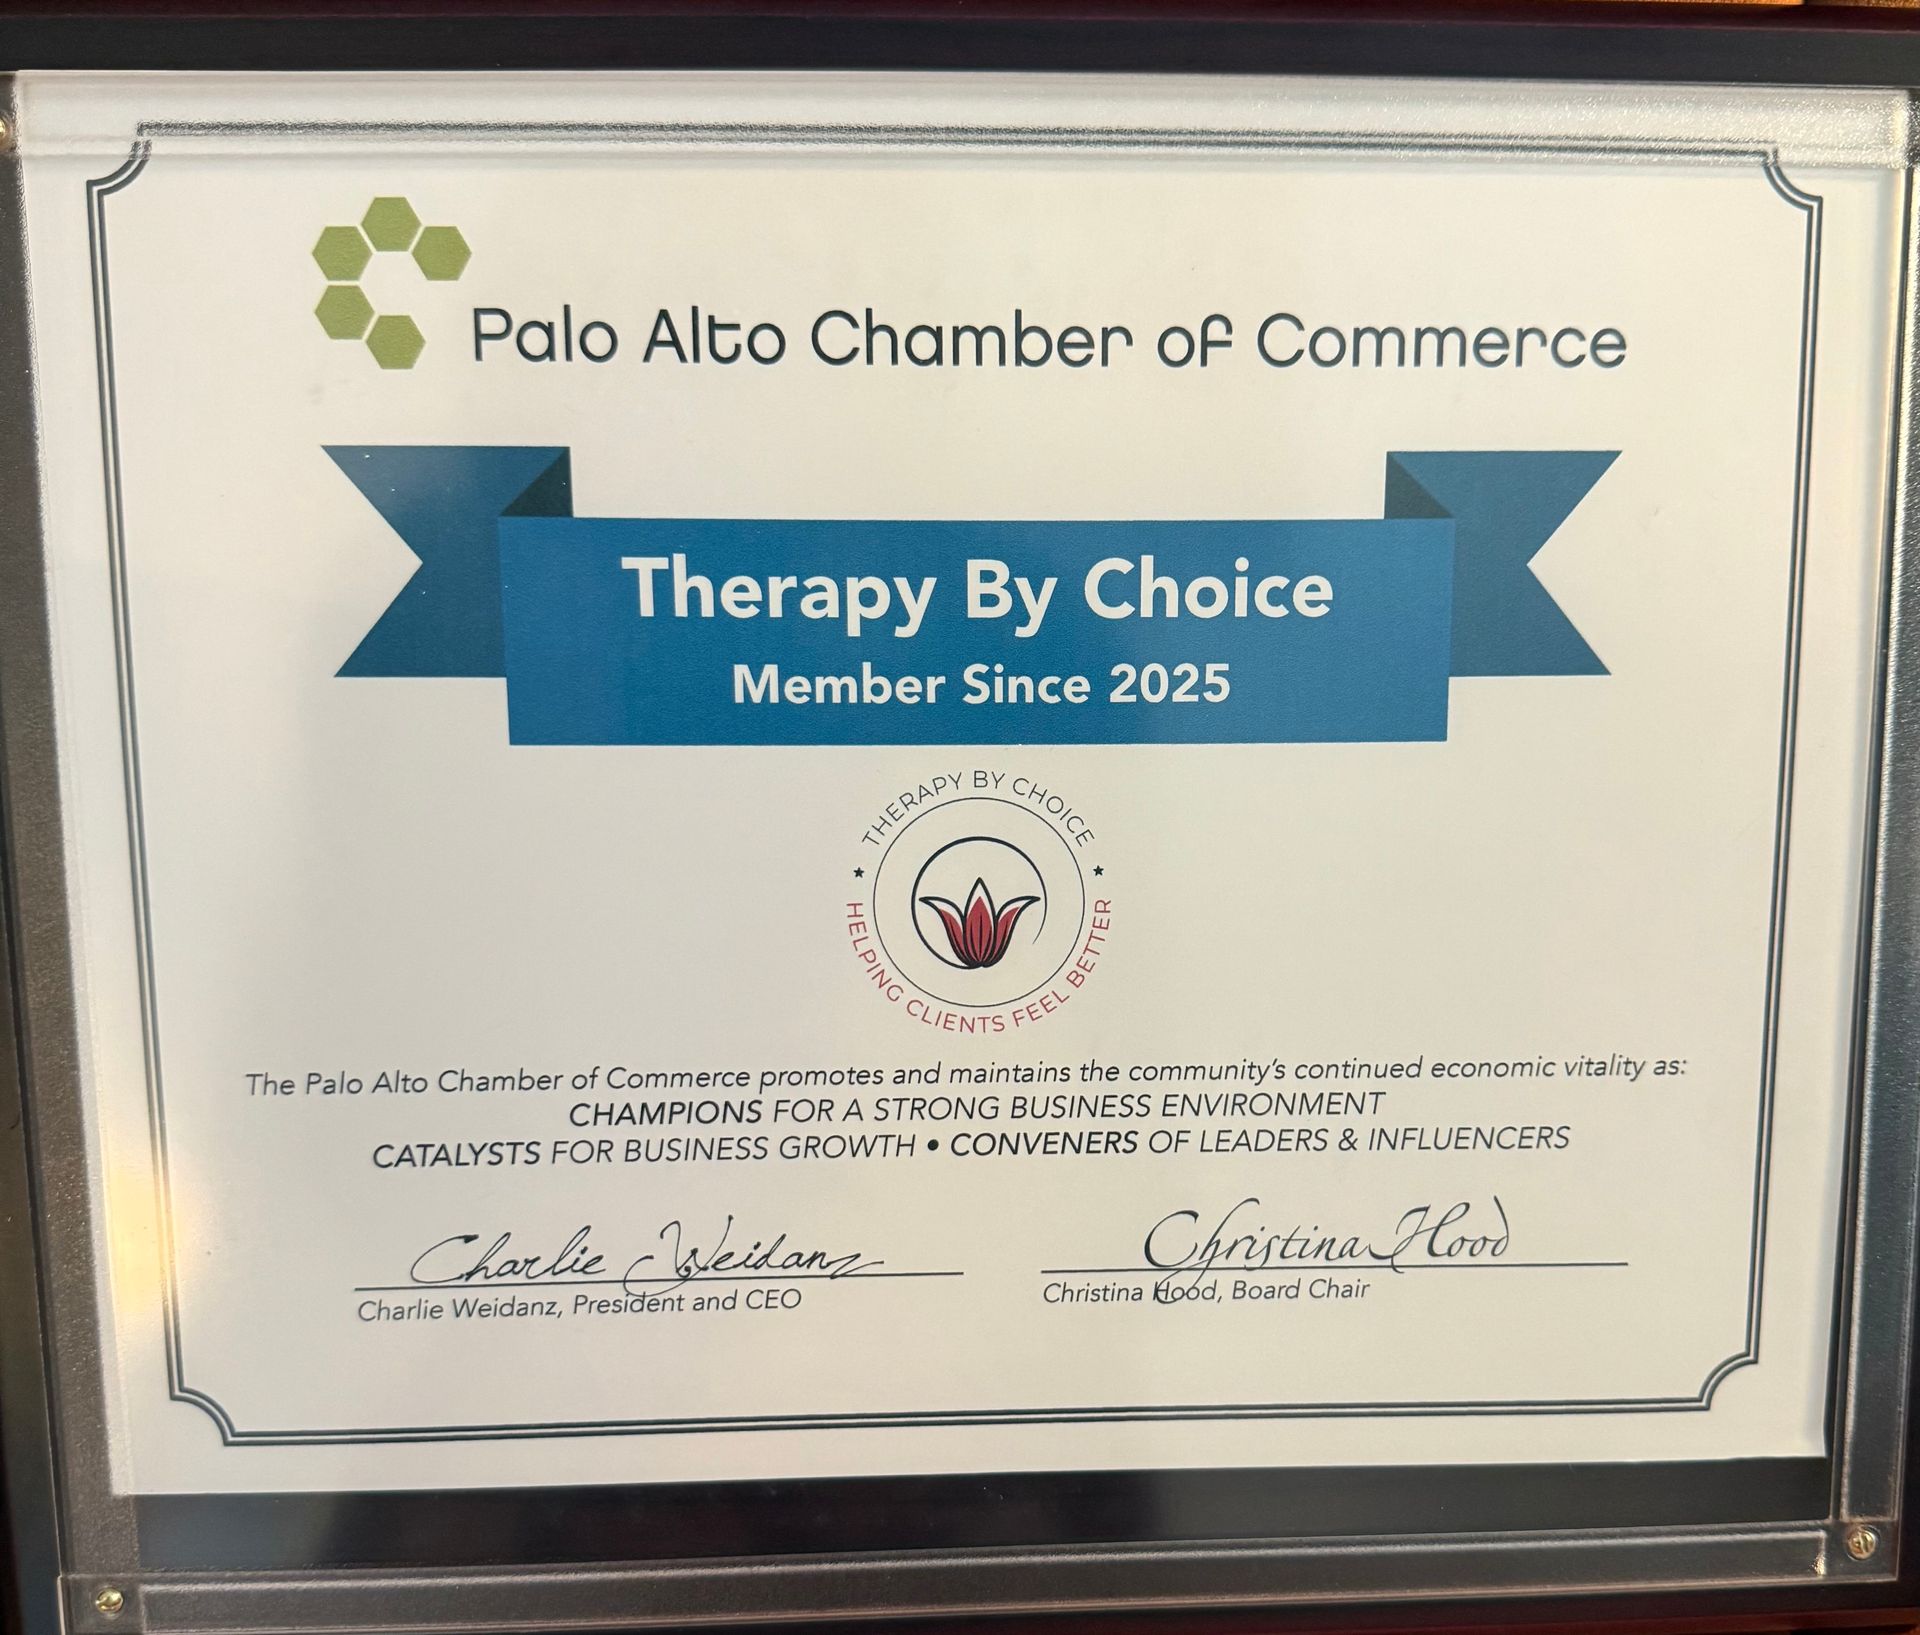 Palo Alto Chamber of Commerce
Therapy By Choice
Member Since 2025
THERAPY BY CHOICE
HELPING CLIENTS FEEL BETTER
The Palo Alto Chamber of Commerce promotes and maintains the community's continued economic vitality as:
CHAMPIONS FOR A STRONG BUSINESS ENVIRONMENT
CATALYSTS FOR BUSINESS GROWTH • CONVENERS OF LEADERS & INFLUENCERS
Charlie Weidanz
Charlie Weidanz, President and CEO
Christina Hood
Christina Hood, Board Chair